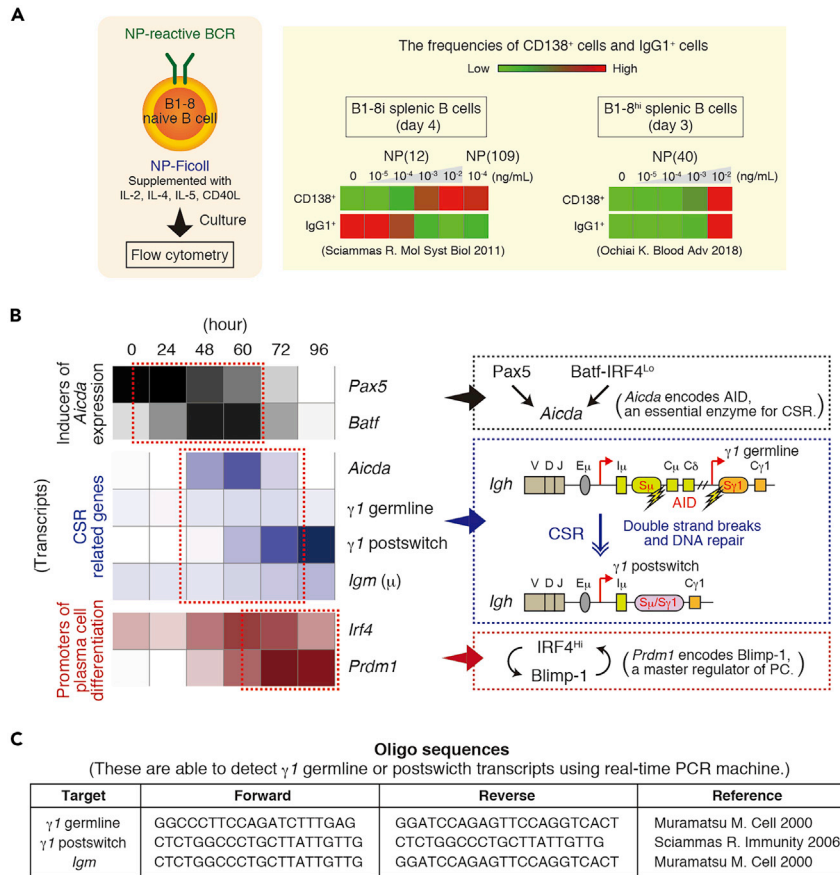 A
NP-reactive BCR
B1-8
naive B cell
NP-Ficoll
Supplemented with
IL-2, IL-4, IL-5, CD40L
Culture
Flow cytometry
The frequencies of CD138⁺ cells and IgG1⁺ cells
Low High
B1-8i splenic B cells
(day 4)
B1-8ʰⁱ splenic B cells
(day 3)
NP(12) NP(109)
0 10⁻⁵ 10⁻⁴ 10⁻³ 10⁻² 10⁻⁴ (ng/mL)
CD138⁺
IgG1⁺
(Sciammas R. Mol Syst Biol 2011)
NP(40)
0 10⁻⁵ 10⁻⁴ 10⁻³ 10⁻² (ng/mL)
CD138⁺
IgG1⁺
(Ochiai K. Blood Adv 2018)
B
(hour)
0 24 48 60 72 96
(Transcripts)
Inducers of
Aicda
expression
Pax5
Batf
CSR
related genes
Aicda
γ1 germline
γ1 postswitch
Igm (μ)
Promoters of
plasma cell
differentiation
Irf4
Prdm1
Pax5 Batf-IRF4ᴸᵒ
Aicda
(Aicda encodes AID,
an essential enzyme for CSR.)
γ1 germline
V D J Eμ Iμ Cμ Cδ Cγ1
Igh Sμ // Sγ1
AID
CSR
Double strand breaks
and DNA repair
γ1 postswitch
V D J Eμ Iμ Cγ1
Igh Sμ/Sγ1
IRF4ᴴⁱ
Blimp-1
(Prdm1 encodes Blimp-1,
a master regulator of PC.)
C
Oligo sequences
(These are able to detect γ1 germline or postswicth transcripts using real-time PCR machine.)
Target Forward Reverse Reference
γ1 germline GGCCCTTCCAGATCTTTGAG GGATCCAGAGTTCCAGGTCACT Muramatsu M. Cell 2000
γ1 postswitch CTCTGGCCCTGCTTATTGTTG CTCTGGCCCTGCTTATTGTTG Sciammas R. Immunity 2006
Igm CTCTGGCCCTGCTTATTGTTG GGATCCAGAGTTCCAGGTCACT Muramatsu M. Cell 2000